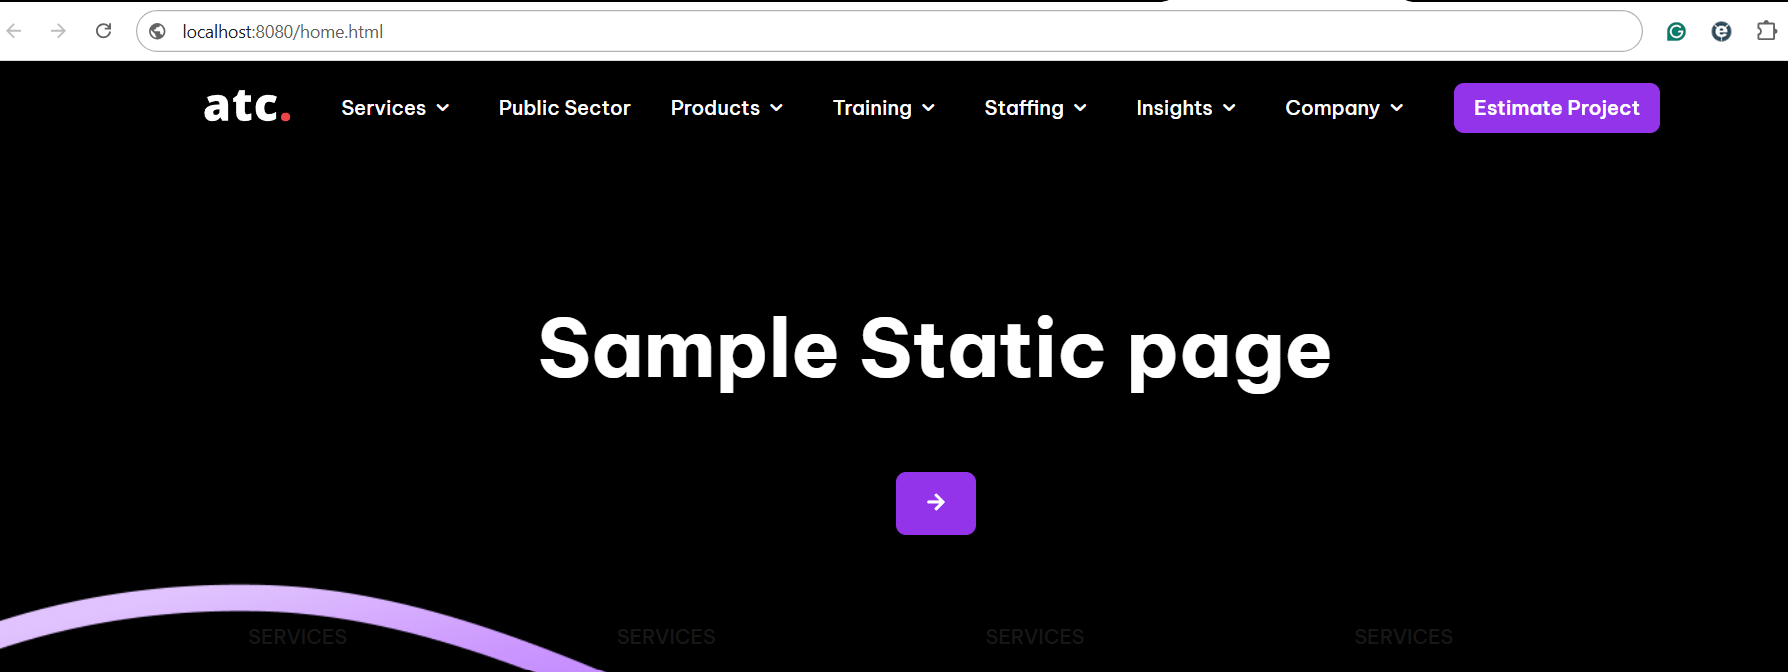 localhost:8080/home.html
atc. Services Public Sector Products Training Staffing Insights Company Estimate Project
Sample Static page
SERVICES SERVICES SERVICES SERVICES